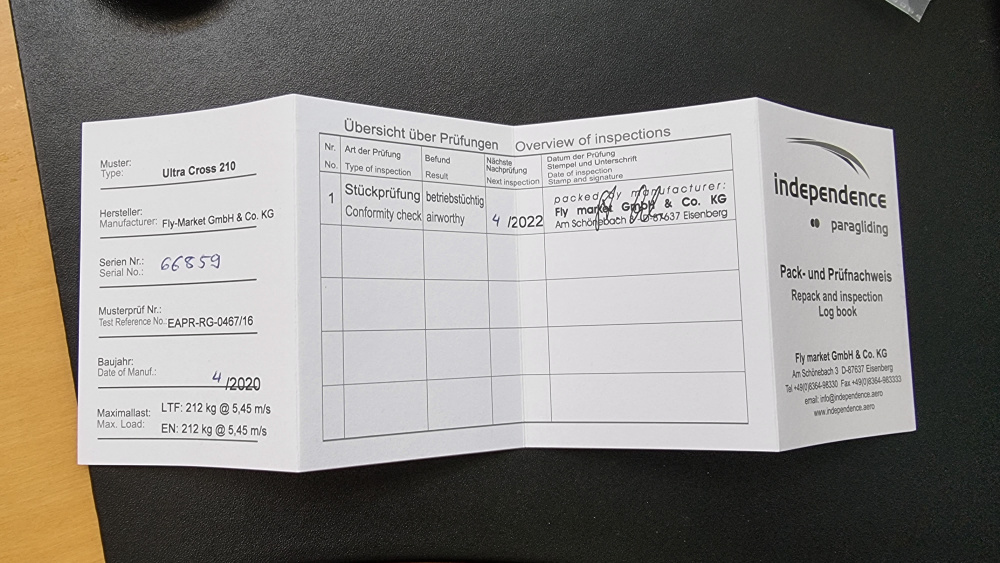 Muster:
Type: Ultra Cross 210
Hersteller:
Manufacturer: Fly-Market GmbH & Co. KG
Serien Nr.:
Serial No.: 66859
Musterprüf Nr.:
Test Reference No.: EAPR-RG-0467/16
Baujahr:
Date of Manuf.: 4/2020
Maximallast: LTF: 212 kg @ 5,45 m/s
Max. Load: EN: 212 kg @ 5,45 m/s
Übersicht über Prüfungen Overview of inspections
Nr.
No.
Art der Prüfung
Type of inspection
Befund
Result
Nächste
Nachprüfung
Next inspection
Datum der Prüfung
Stempel und Unterschrift
Date of inspection
Stamp and signature
1
Stückprüfung
Conformity check
betriebstüchtig
airworthy
4/2022
packed by manufacturer:
Fly market GmbH & Co. KG
Am Schönebach D-87637 Eisenberg
independence
paragliding
Pack- und Prüfnachweis
Repack and inspection
Log book
Fly market GmbH & Co. KG
Am Schönebach 3 D-87637 Eisenberg
Tel +49(0)8364-98330 Fax +49(0)8364-983333
email: info@independence.aero
www.independence.aero